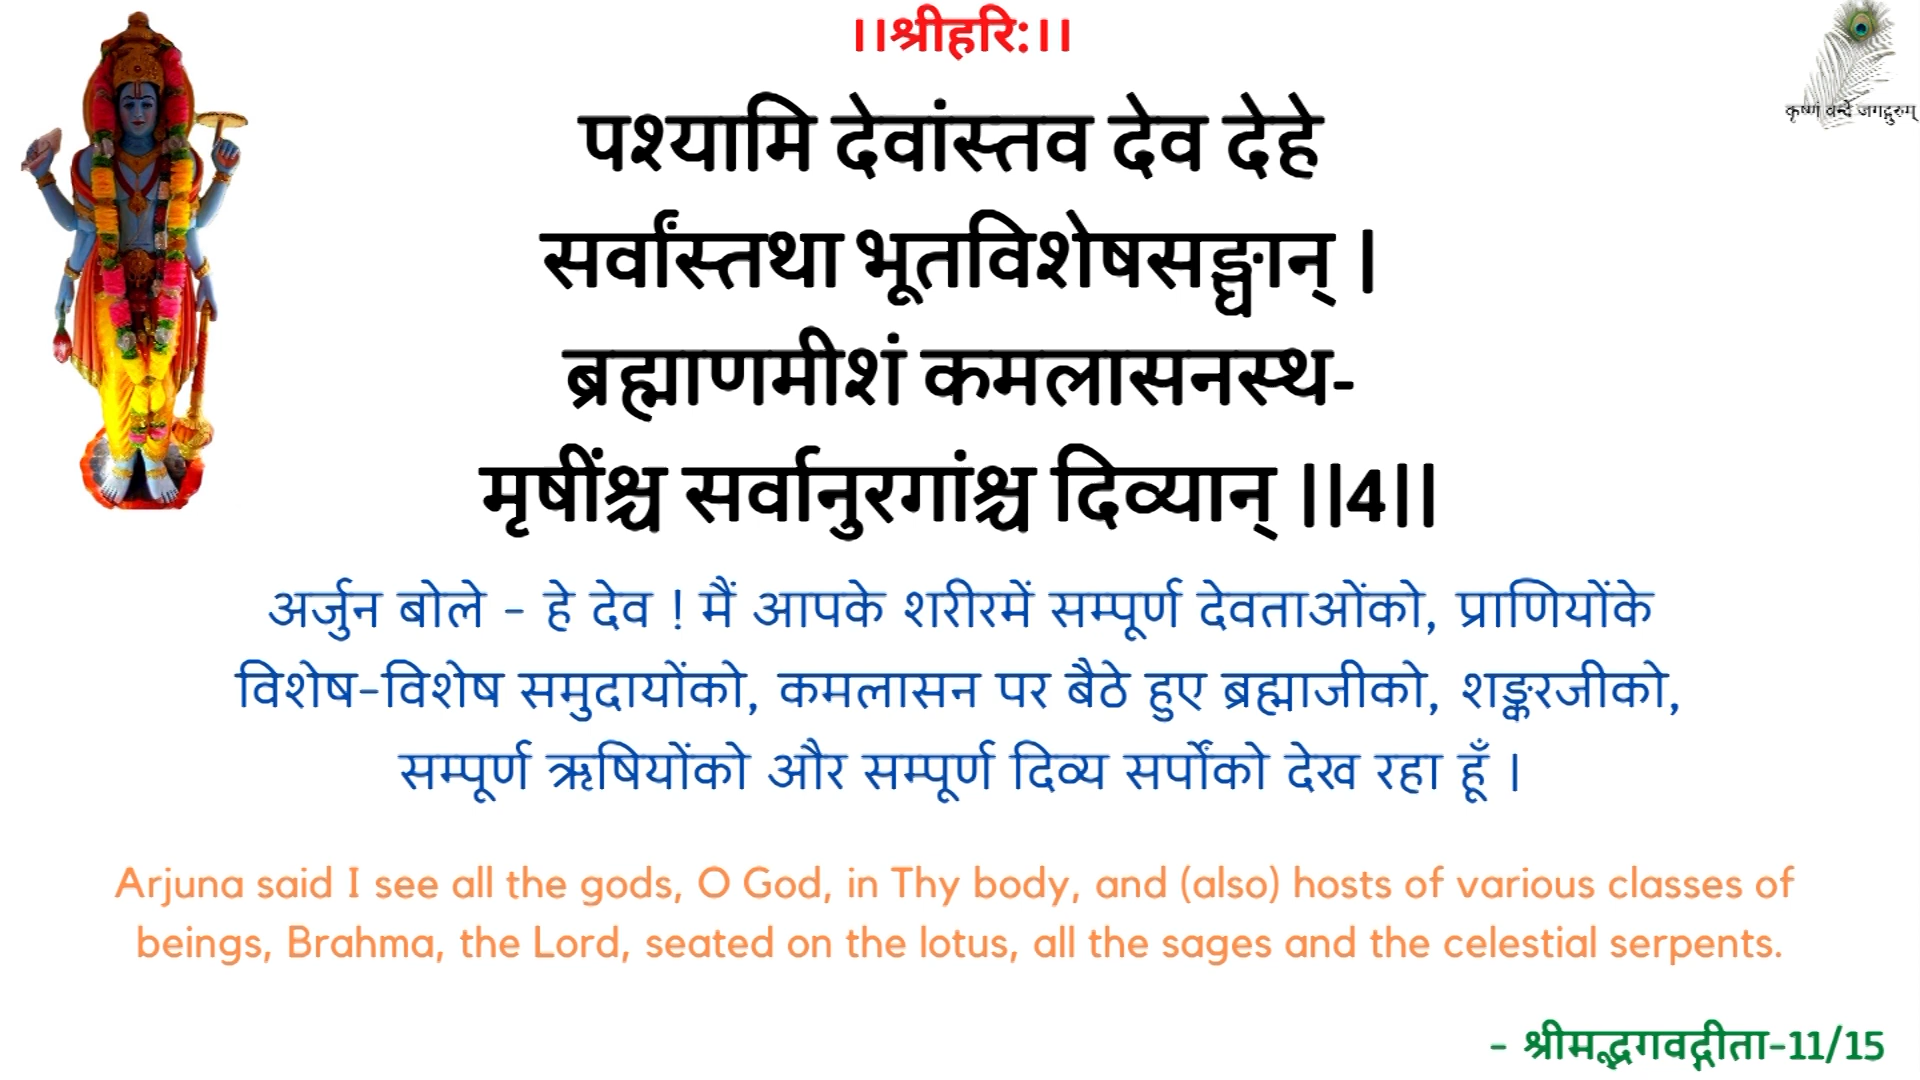 ।।श्रीहरि:।।
कृष्णं वन्दे जगद्गुरुम्
पश्यामि देवांस्तव देव देहे
सर्वांस्तथा भूतविशेषसङ्घान् |
ब्रह्माणमीशं कमलासनस्थ-
मृषींश्च सर्वानुरगांश्च दिव्यान् ||4||
अर्जुन बोले - हे देव ! मैं आपके शरीरमें सम्पूर्ण देवताओंको, प्राणियोंके
विशेष-विशेष समुदायोंको, कमलासन पर बैठे हुए ब्रह्माजीको, शङ्करजीको,
सम्पूर्ण ऋषियोंको और सम्पूर्ण दिव्य सर्पोंको देख रहा हूँ ।
Arjuna said I see all the gods, O God, in Thy body, and (also) hosts of various classes of
beings, Brahma, the Lord, seated on the lotus, all the sages and the celestial serpents.
- श्रीमद्भगवद्गीता-11/15